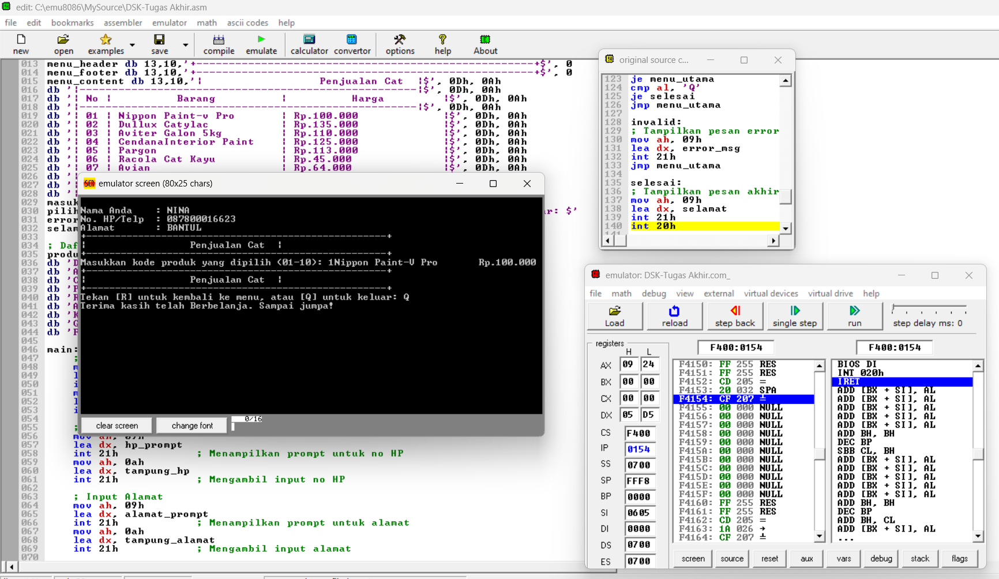 edit: C:\emu8086\MySource\DSK-Tugas Akhir.asm
file edit bookmarks assembler emulator math ascii codes help
new open examples save compile emulate calculator convertor options help About
013 menu_header db 13,10,'+-----------------------------------------------------------+$', 0
014 menu_footer db 13,10,'+-----------------------------------------------------------+$', 0
015 menu_content db 13,10,'¦ Penjualan Cat ¦$', 0Dh, 0Ah
016 db '¦-----------------------------------------------------------¦$', 0Dh, 0Ah
017 db '¦ No ¦ Barang ¦ Harga ¦$', 0Dh, 0Ah
018 db '¦-----------------------------------------------------------¦$', 0Dh, 0Ah
019 db '¦ 01 ¦ Nippon Paint-v Pro ¦ Rp.100.000 ¦$', 0Dh, 0Ah
020 db '¦ 02 ¦ Dullux Catylac ¦ Rp.135.000 ¦$', 0Dh, 0Ah
021 db '¦ 03 ¦ Aviter Galon 5kg ¦ Rp.110.000 ¦$', 0Dh, 0Ah
022 db '¦ 04 ¦ CendanaInterior Paint ¦ Rp.125.000 ¦$', 0Dh, 0Ah
023 db '¦ 05 ¦ Pargon ¦ Rp.113.000 ¦$', 0Dh, 0Ah
024 db '¦ 06 ¦ Racola Cat Kayu ¦ Rp.45.000 ¦$', 0Dh, 0Ah
025 db '¦ 07 ¦ Avian ¦ Rp.64.000 ¦$', 0Dh, 0Ah
026 db '¦
027 db '¦
028 db '¦
029 masuk
030 pilih ar: $'
031 error
032 selam
033
034 ; Daf
035 produ
036 db 'D
037 db 'A
038 db 'C
039 db 'P
040 db 'R
041 db 'A
042 db 'K
043 db 'G
044 db 'R
045
046 main:
047 ;
048 m
049 l
050 i
051 m
052 l
053 i
054
055 ;
056 mov ah, 09h
057 lea dx, hp_prompt
058 int 21h ; Menampilkan prompt untuk no HP
059 mov ah, 0ah
060 lea dx, tampung_hp
061 int 21h ; Mengambil input no HP
062
063 ; Input Alamat
064 mov ah, 09h
065 lea dx, alamat_prompt
066 int 21h ; Menampilkan prompt untuk alamat
067 mov ah, 0ah
068 lea dx, tampung_alamat
069 int 21h ; Mengambil input alamat
070
emulator screen (80x25 chars)
Nama Anda : NINA
No. HP/Telp : 087800016623
Alamat : BANTUL
+-----------------------------------------------------+
¦ Penjualan Cat ¦
+-----------------------------------------------------+
Masukkan kode produk yang dipilih (01-10): 1Nippon Paint-V Pro Rp.100.000
+-----------------------------------------------------+
¦ Penjualan Cat ¦
+-----------------------------------------------------+
Tekan [R] untuk kembali ke menu, atau [Q] untuk keluar: Q
Terima kasih telah Berbelanja. Sampai jumpa!
clear screen change font 0/16
original source c...
123 je menu_utama
124 cmp al, 'Q'
125 je selesai
126 jmp menu_utama
127
128 invalid:
129 ; Tampilkan pesan error
130 mov ah, 09h
131 lea dx, error_msg
132 int 21h
133 jmp menu_utama
134
135 selesai:
136 ; Tampilkan pesan akhir
137 mov ah, 09h
138 lea dx, selamat
139 int 21h
140 int 20h
141
emulator: DSK-Tugas Akhir.com_
file math debug view external virtual devices virtual drive help
Load reload step back single step run step delay ms: 0
registers
H L
AX 09 24
BX 00 00
CX 00 00
DX 05 D5
CS F400
IP 0154
SS 0700
SP FFF8
BP 0000
SI 0605
DI 0000
DS 0700
ES 0700
F400:0154
F4150: FF 255 RES
F4151: FF 255 RES
F4152: CD 205 =
F4153: 20 032 SPA
F4154: CF 207 ╧
F4155: 00 000 NULL
F4156: 00 000 NULL
F4157: 00 000 NULL
F4158: 00 000 NULL
F4159: 00 000 NULL
F415A: 00 000 NULL
F415B: 00 000 NULL
F415C: 00 000 NULL
F415D: 00 000 NULL
F415E: 00 000 NULL
F415F: 00 000 NULL
F4160: FF 255 RES
F4161: FF 255 RES
F4162: CD 205 =
F4163: 1A 026 →
F4164: CF 207 ╧
F400:0154
BIOS DI
INT 020h
IRET
ADD [BX + SI], AL
ADD [BX + SI], AL
ADD [BX + SI], AL
ADD [BX + SI], AL
ADD [BX + SI], AL
ADD BH, BH
DEC BP
SBB CL, BH
ADD [BX + SI], AL
ADD [BX + SI], AL
ADD [BX + SI], AL
ADD [BX + SI], AL
ADD [BX + SI], AL
ADD BH, BH
DEC BP
ADD BH, CL
ADD [BX + SI], AL
...
screen source reset aux vars debug stack flags